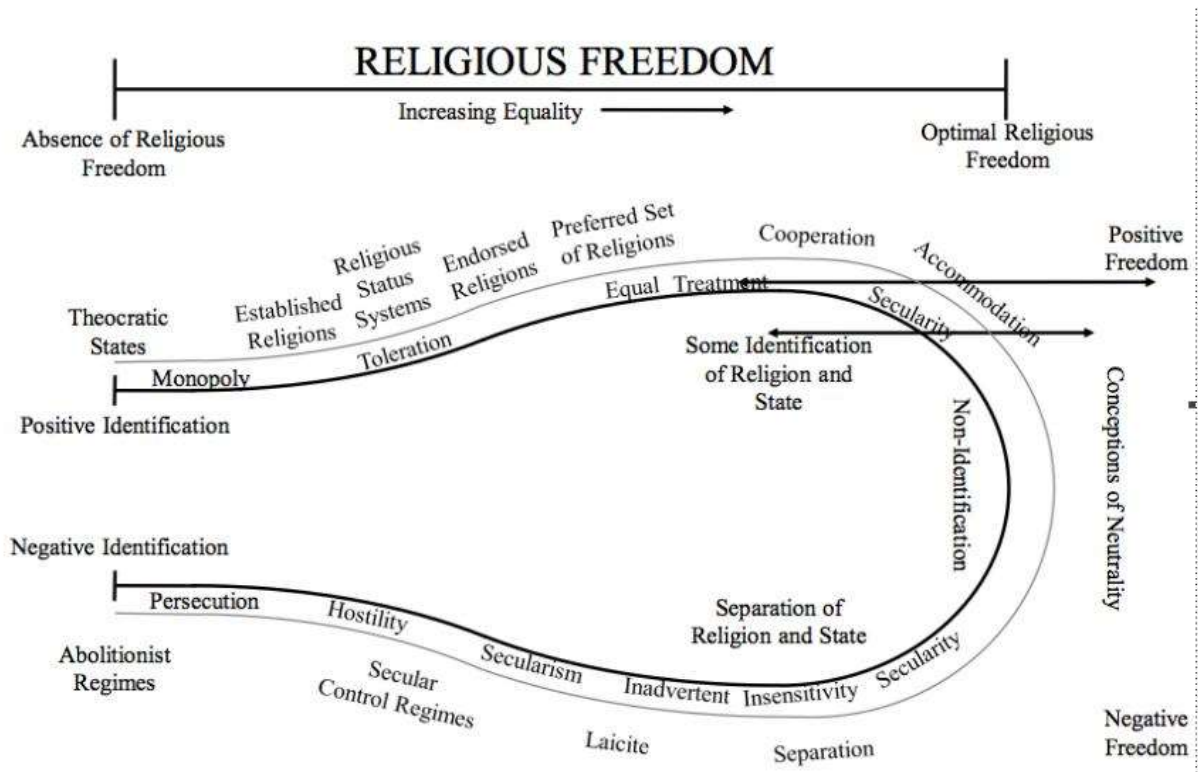 RELIGIOUS FREEDOM
Increasing Equality
Absence of Religious
Freedom
Optimal Religious
Freedom
Theocratic
States
Established
Religions
Religious
Status
Systems
Endorsed
Religions
Preferred Set
of Religions
Cooperation
Accommodation
Positive
Freedom
Monopoly
Toleration
Equal Treatment
Secularity
Positive Identification
Some Identification
of Religion and
State
Non-Identification
Conceptions of Neutrality
Negative Identification
Persecution
Hostility
Secularism
Inadvertent Insensitivity
Secularity
Separation of
Religion and State
Abolitionist
Regimes
Secular
Control Regimes
Laicite
Separation
Negative
Freedom